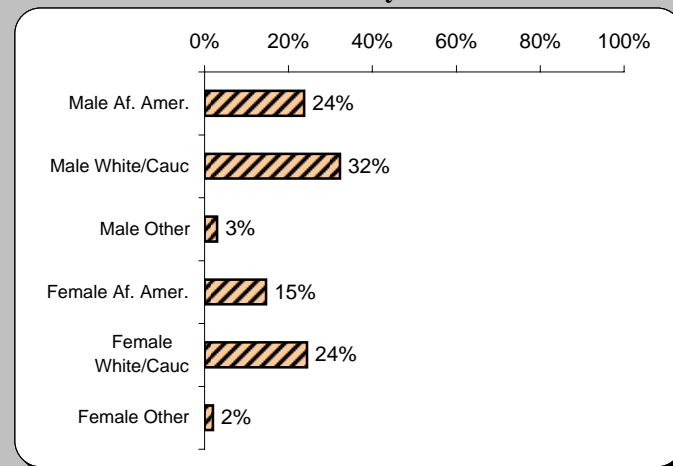 0% 20% 40% 60% 80% 100%
Male Af. Amer. 24%
Male White/Cauc 32%
Male Other 3%
Female Af. Amer. 15%
Female
White/Cauc 24%
Female Other 2%